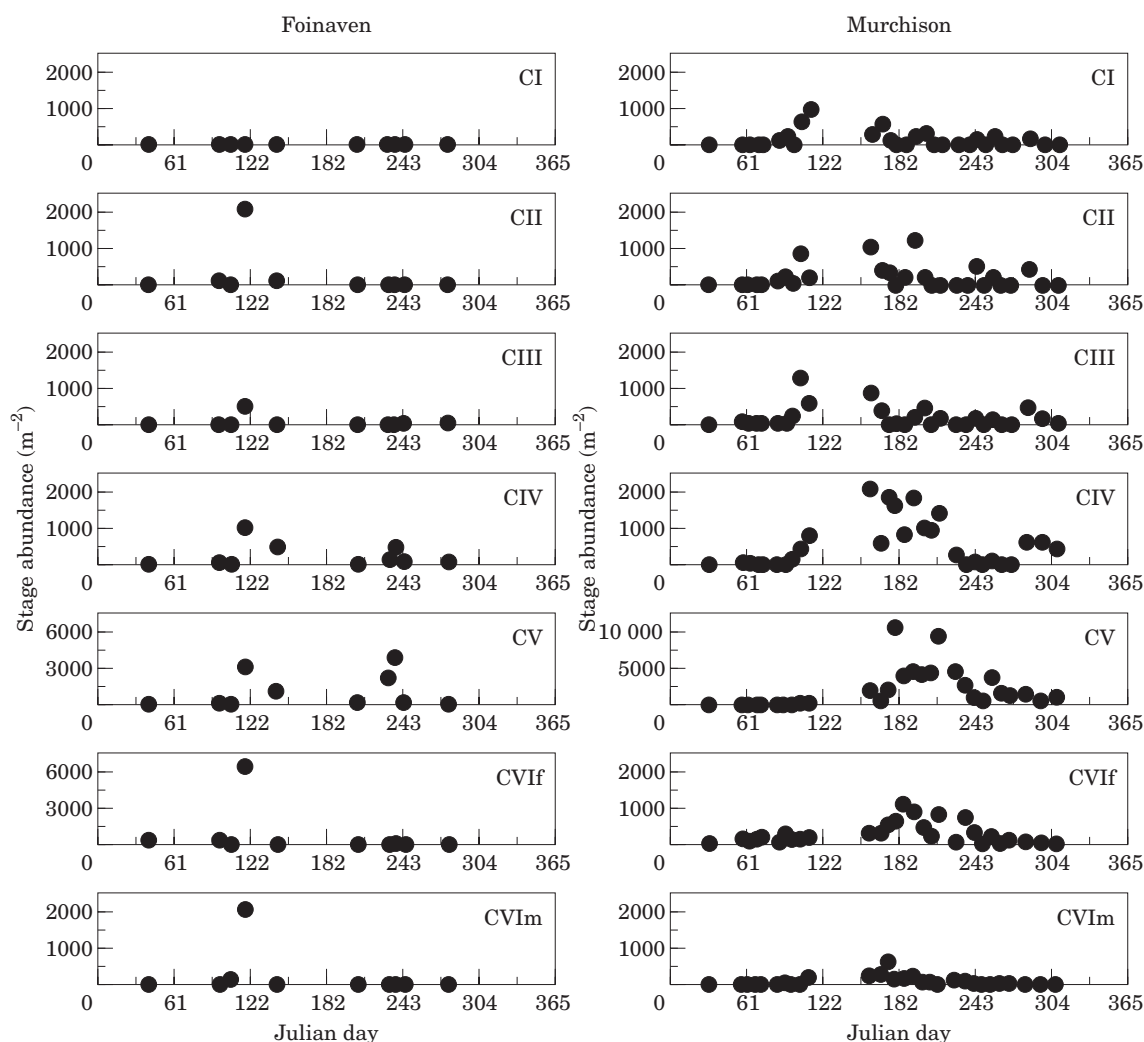 Foinaven
Murchison
2000
1000
CI
0 61 122 182 243 304 365
2000
1000
CII
0 61 122 182 243 304 365
2000
1000
CIII
0 61 122 182 243 304 365
2000
1000
CIV
0 61 122 182 243 304 365
6000
3000
CV
0 61 122 182 243 304 365
6000
3000
CVIf
0 61 122 182 243 304 365
2000
1000
CVIm
0 61 122 182 243 304 365
Stage abundance (m⁻²)
Julian day
2000
1000
CI
0 61 122 182 243 304 365
2000
1000
CII
0 61 122 182 243 304 365
2000
1000
CIII
0 61 122 182 243 304 365
2000
1000
CIV
0 61 122 182 243 304 365
10 000
5000
CV
0 61 122 182 243 304 365
2000
1000
CVIf
0 61 122 182 243 304 365
2000
1000
CVIm
0 61 122 182 243 304 365
Stage abundance (m⁻²)
Julian day